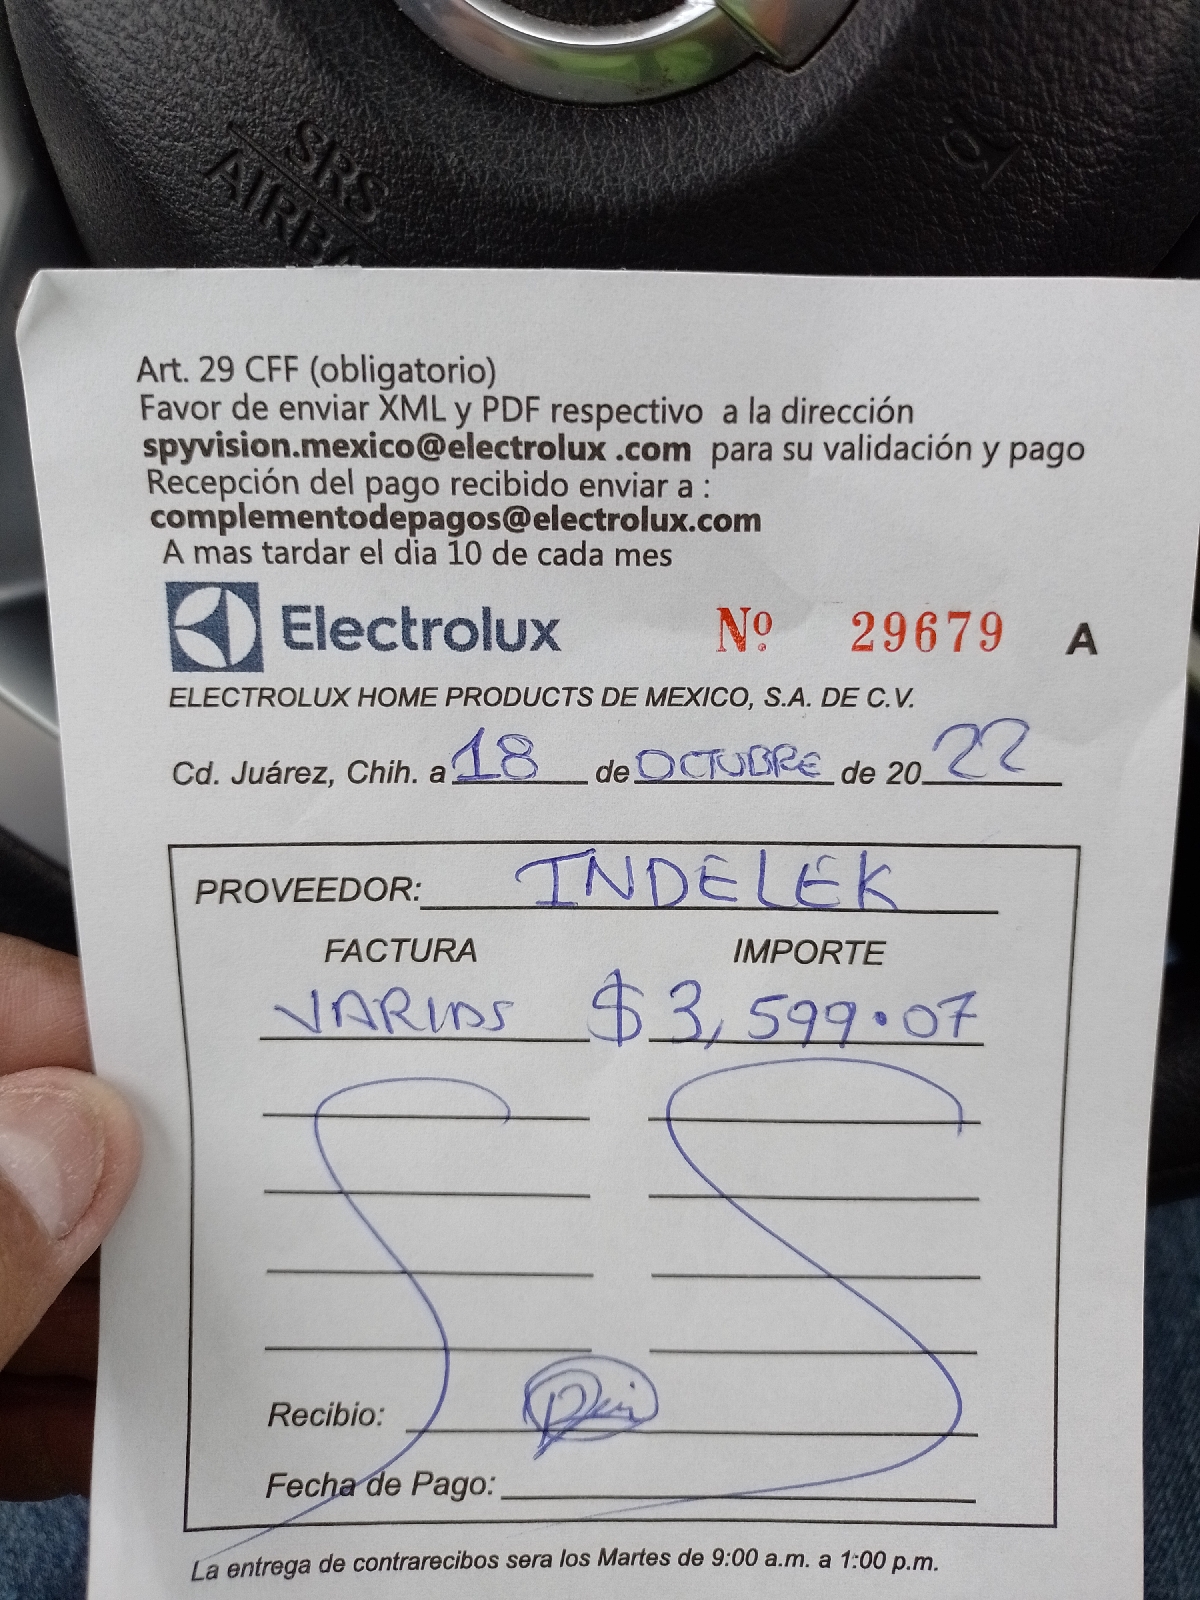 SRS
AIRBA
Art. 29 CFF (obligatorio)
Favor de enviar XML y PDF respectivo a la dirección
spyvision.mexico@electrolux .com para su validación y pago
Recepción del pago recibido enviar a :
complementodepagos@electrolux.com
A mas tardar el dia 10 de cada mes
Electrolux Nº 29679 A
ELECTROLUX HOME PRODUCTS DE MEXICO, S.A. DE C.V.
Cd. Juárez, Chih. a 18 de OCTUBRE de 20 22
PROVEEDOR: INDELEK
FACTURA IMPORTE
VARIAS $ 3,599.07
Recibio:
Fecha de Pago:
La entrega de contrarecibos sera los Martes de 9:00 a.m. a 1:00 p.m.